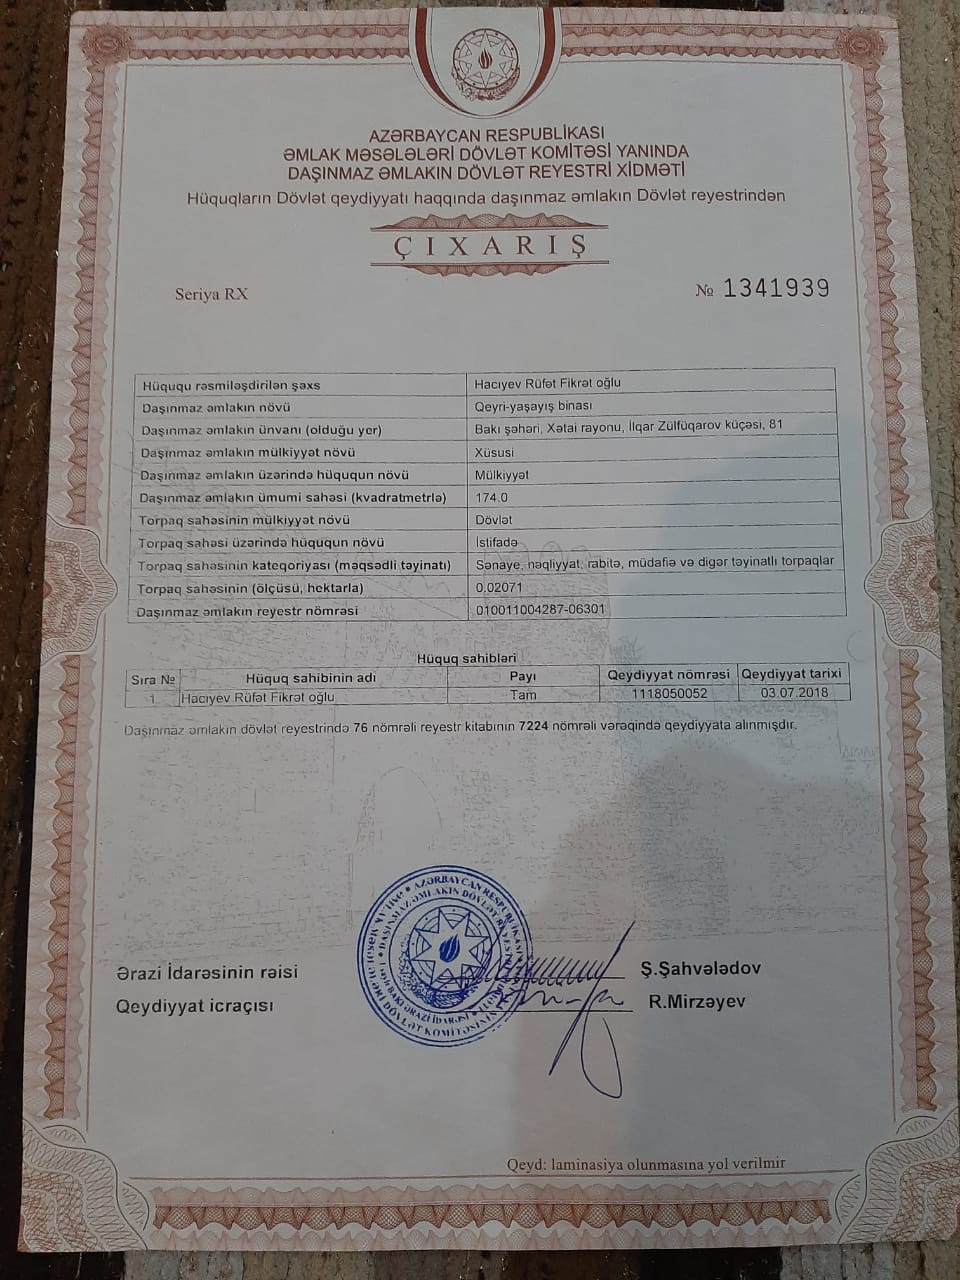 AZƏRBAYCAN RESPUBLİKASI
ƏMLAK MƏSƏLƏLƏRİ DÖVLƏT KOMİTƏSİ YANINDA
DAŞINMAZ ƏMLAKIN DÖVLƏT REYESTRİ XİDMƏTİ
Hüquqların Dövlət qeydiyyatı haqqında daşınmaz əmlakın Dövlət reyestrindən
ÇIXARIŞ
Seriya RX
№ 1341939
Hüququ rəsmiləşdirilən şəxs Hacıyev Rüfət Fikrət oğlu
Daşınmaz əmlakın növü Qeyri-yaşayış binası
Daşınmaz əmlakın ünvanı (olduğu yer) Bakı şəhəri, Xətai rayonu, İlqar Zülfüqarov küçəsi, 81
Daşınmaz əmlakın mülkiyyət növü Xüsusi
Daşınmaz əmlakın üzərində hüququn növü Mülkiyyət
Daşınmaz əmlakın ümumi sahəsi (kvadratmetrlə) 174.0
Torpaq sahəsinin mülkiyyət növü Dövlət
Torpaq sahəsi üzərində hüququn növü İstifadə
Torpaq sahəsinin kateqoriyası (məqsədli təyinatı) Sənaye, nəqliyyat, rabitə, müdafiə və digər təyinatlı torpaqlar
Torpaq sahəsinin (ölçüsü, hektarla) 0.02071
Daşınmaz əmlakın reyestr nömrəsi 010011004287-06301
Hüquq sahibləri
Sıra № Hüquq sahibinin adı Payı Qeydiyyat nömrəsi Qeydiyyat tarixi
1 Hacıyev Rüfət Fikrət oğlu Tam 1118050052 03.07.2018
Daşınmaz əmlakın dövlət reyestrində 76 nömrəli reyestr kitabının 7224 nömrəli vərəqində qeydiyyata alınmışdır.
Ərazi İdarəsinin rəisi Ş.Şahvələdov
Qeydiyyat icraçısı R.Mirzəyev
Qeyd: laminasiya olunmasına yol verilmir